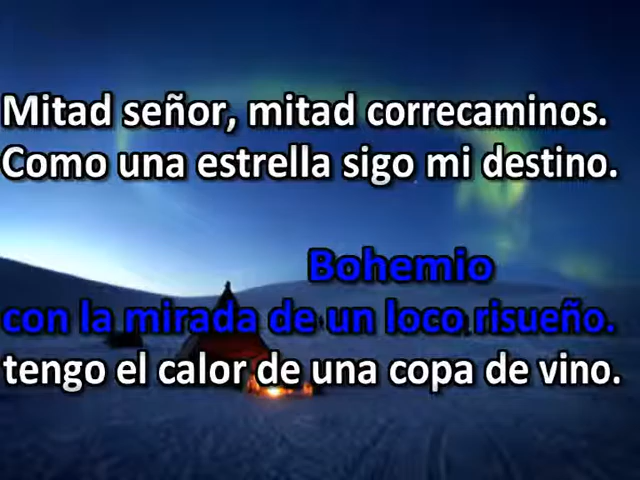 Mitad señor, mitad correcaminos.
Como una estrella sigo mi destino.
Bohemio
con la mirada de un loco risueño.
tengo el calor de una copa de vino.